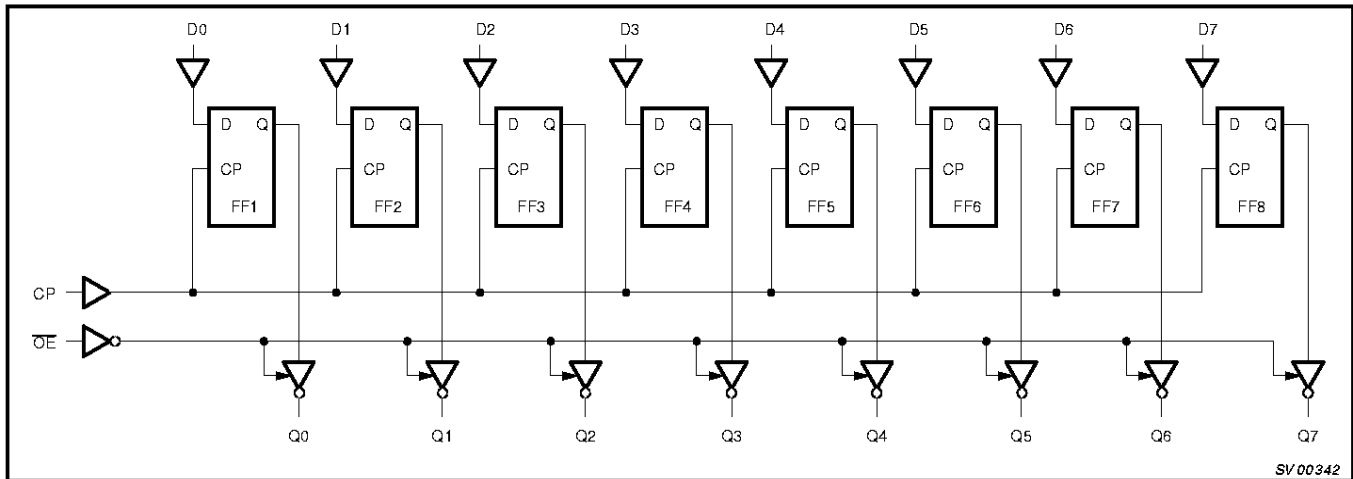 D0 D1 D2 D3 D4 D5 D6 D7
D Q D Q D Q D Q D Q D Q D Q D Q
CP CP CP CP CP CP CP CP
FF1 FF2 FF3 FF4 FF5 FF6 FF7 FF8
CP
O̅E̅
Q0 Q1 Q2 Q3 Q4 Q5 Q6 Q7
SV00342